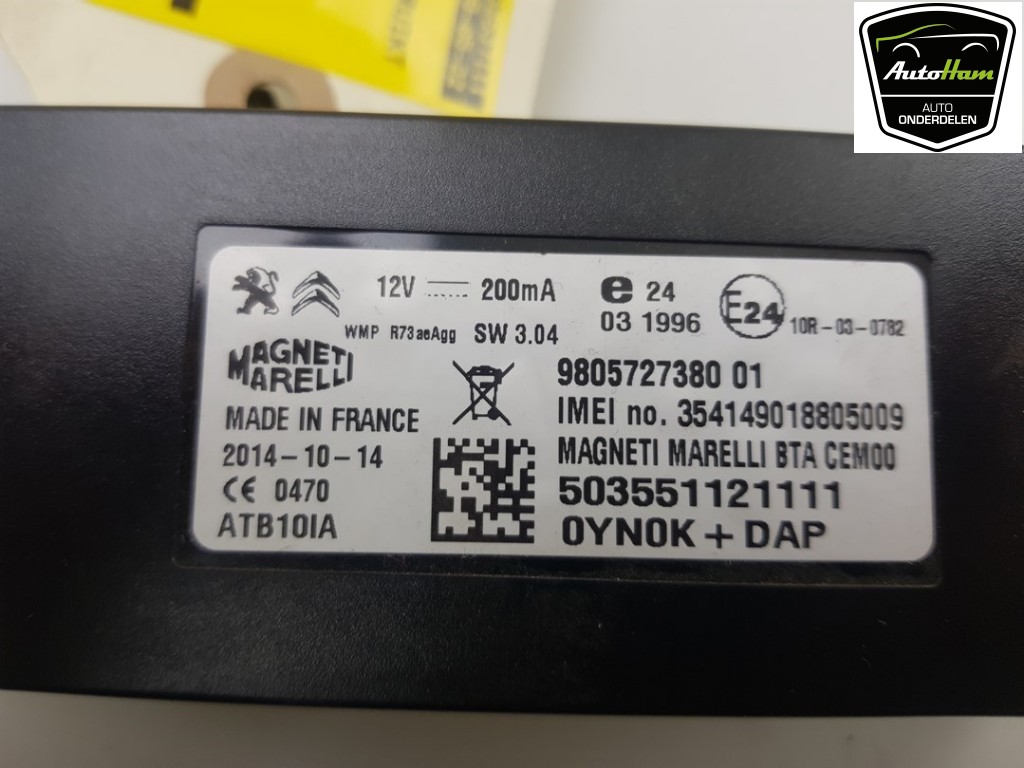 AutoHam
AUTO
ONDERDELEN
12V 200mA e 24 E24
03 1996 10R-03-0782
WMP R73aeAgg SW 3.04
MAGNETI
MARELLI
9805727380 01
IMEI no. 354149018805009
MADE IN FRANCE
MAGNETI MARELLI BTA CEM00
2014-10-14
503551121111
CE 0470
ATB10IA
0YN0K + DAP